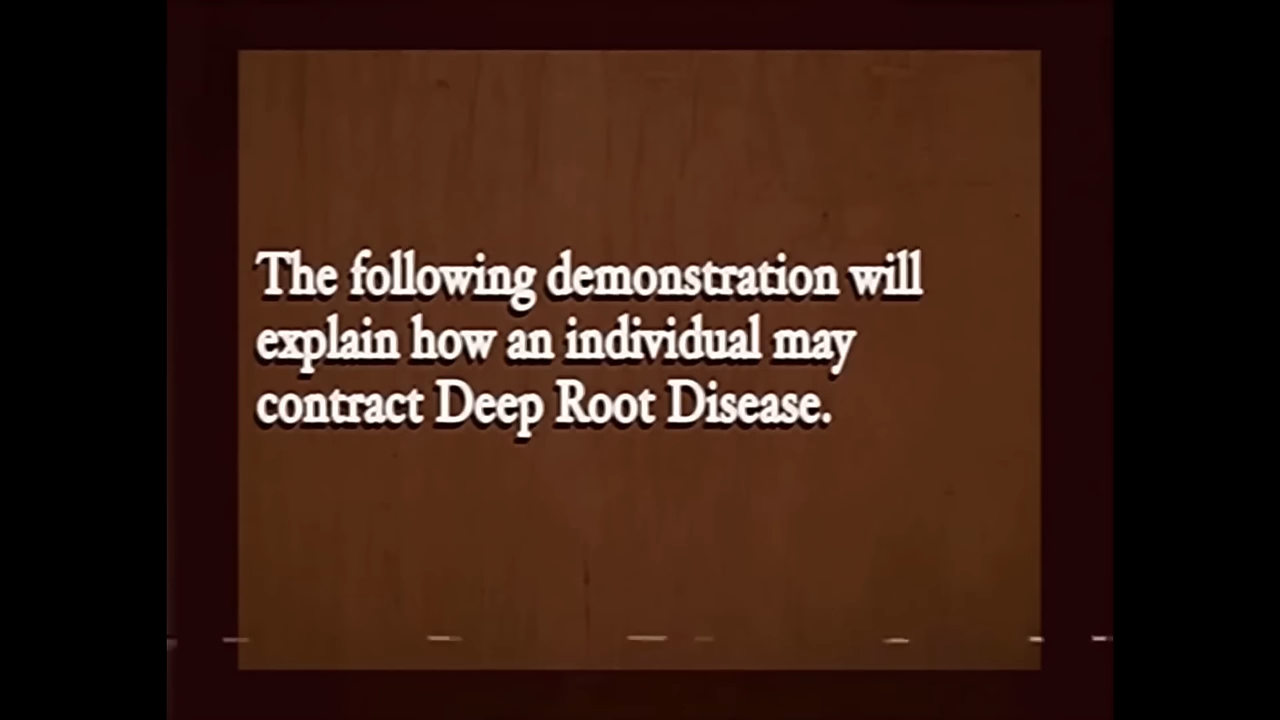 The following demonstration will
explain how an individual may
contract Deep Root Disease.